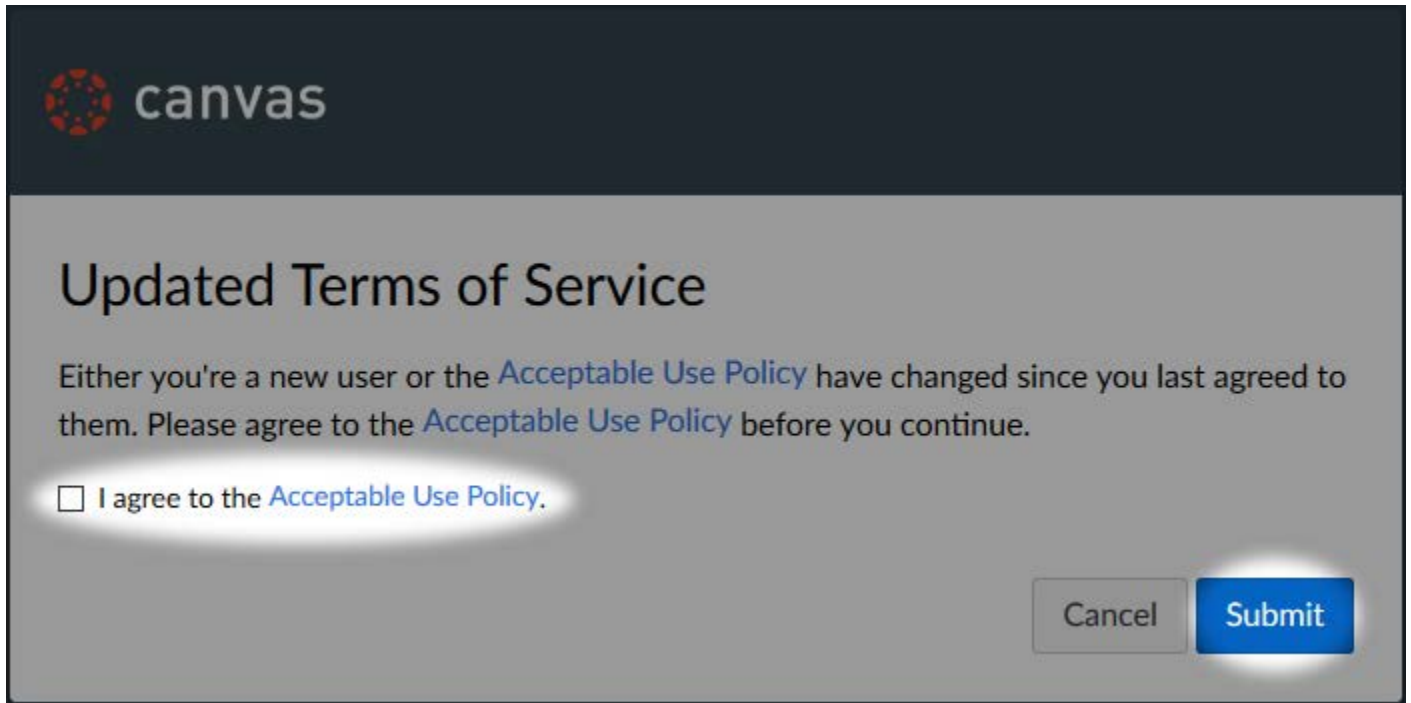 canvas
Updated Terms of Service
Either you're a new user or the Acceptable Use Policy have changed since you last agreed to
them. Please agree to the Acceptable Use Policy before you continue.
I agree to the Acceptable Use Policy.
Cancel Submit